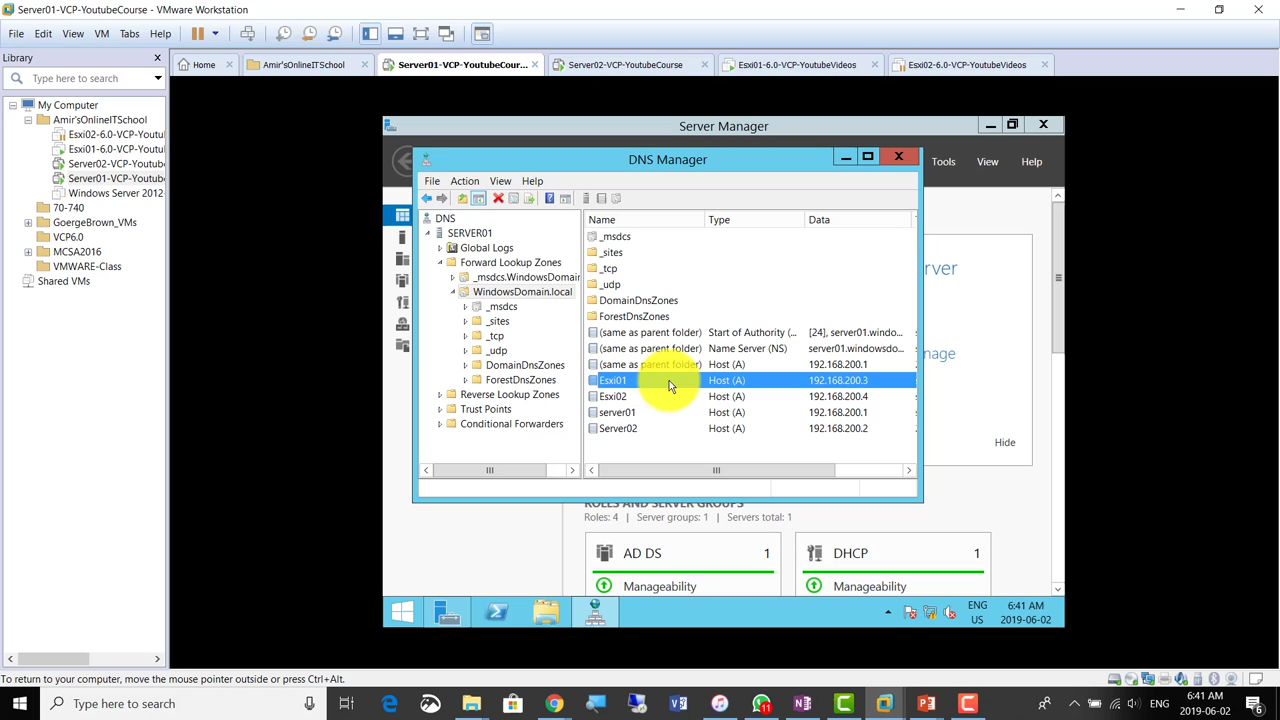 Server01-VCP-YoutubeCourse - VMware Workstation
File Edit View VM Tabs Help
Library
Type here to search
Home
Amir'sOnlineITSchool
Server01-VCP-YoutubeCour...
Server02-VCP-YoutubeCourse
Esxi01-6.0-VCP-YoutubeVideos
Esxi02-6.0-VCP-YoutubeVideos
My Computer
Amir'sOnlineITSchool
Esxi02-6.0-VCP-Youtub
Esxi01-6.0-VCP-Youtub
Server02-VCP-Youtube
Server01-VCP-Youtube
Windows Server 2012-
70-740
GoergeBrown_VMs
VCP6.0
MCSA2016
VMWARE-Class
Shared VMs
Server Manager
Tools View Help
DNS Manager
File Action View Help
DNS
SERVER01
Global Logs
Forward Lookup Zones
_msdcs.WindowsDomain
WindowsDomain.local
_msdcs
_sites
_tcp
_udp
DomainDnsZones
ForestDnsZones
Reverse Lookup Zones
Trust Points
Conditional Forwarders
Name Type Data
_msdcs
_sites
_tcp
_udp
DomainDnsZones
ForestDnsZones
(same as parent folder) Start of Authority (... [24], server01.windo...
(same as parent folder) Name Server (NS) server01.windowsdo...
(same as parent folder) Host (A) 192.168.200.1
Esxi01 Host (A) 192.168.200.3
Esxi02 Host (A) 192.168.200.4
server01 Host (A) 192.168.200.1
Server02 Host (A) 192.168.200.2
rver
nage
Hide
ROLES AND SERVER GROUPS
Roles: 4 | Server groups: 1 | Servers total: 1
AD DS 1
Manageability
DHCP 1
Manageability
ENG
US
6:41 AM
2019-06-02
To return to your computer, move the mouse pointer outside or press Ctrl+Alt.
Type here to search
11
ENG
6:41 AM
2019-06-02
6